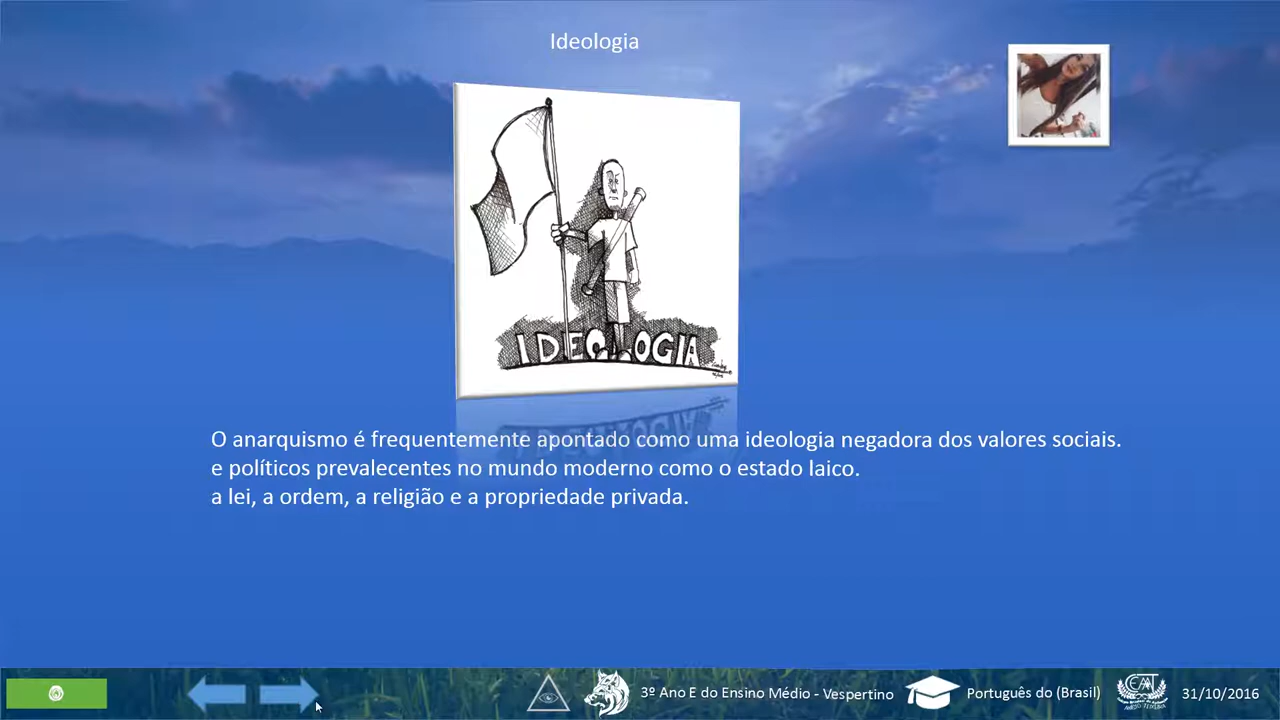 Ideologia
IDEOLOGIA
O anarquismo é frequentemente apontado como uma ideologia negadora dos valores sociais.
e políticos prevalecentes no mundo moderno como o estado laico.
a lei, a ordem, a religião e a propriedade privada.
3º Ano E do Ensino Médio - Vespertino
Português do (Brasil)
31/10/2016